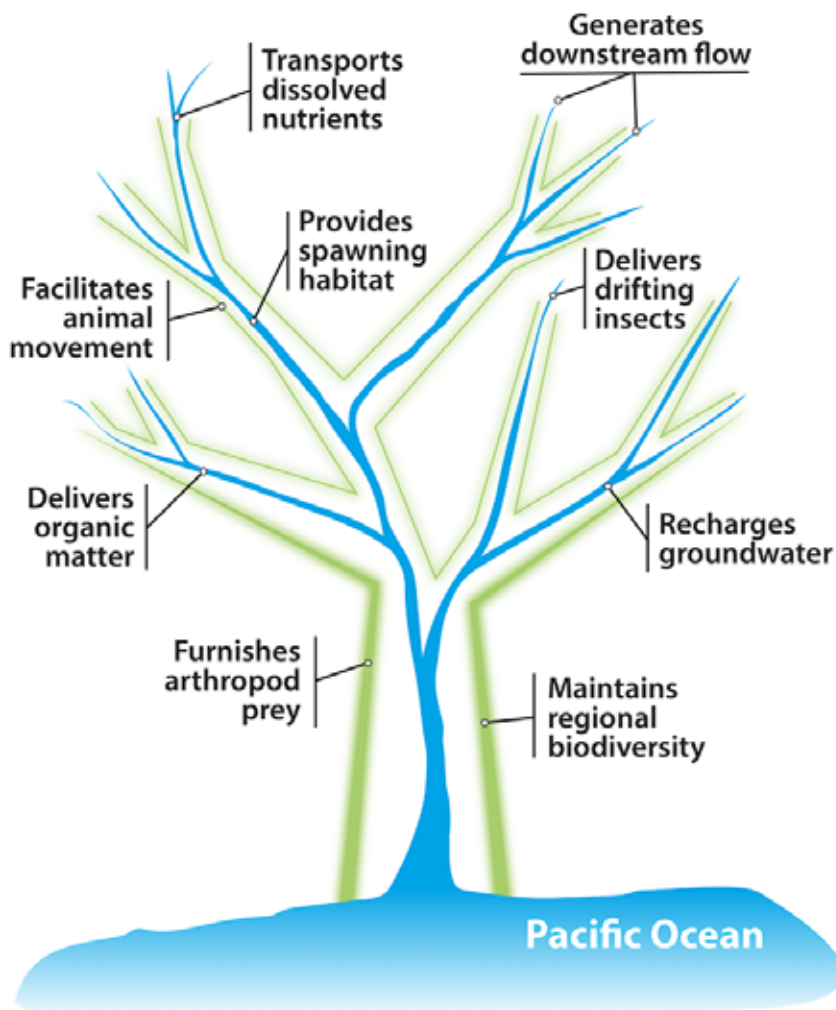 Generates
downstream flow
Transports
dissolved
nutrients
Provides
spawning
habitat
Delivers
drifting
insects
Facilitates
animal
movement
Delivers
organic
matter
Recharges
groundwater
Furnishes
arthropod
prey
Maintains
regional
biodiversity
Pacific Ocean